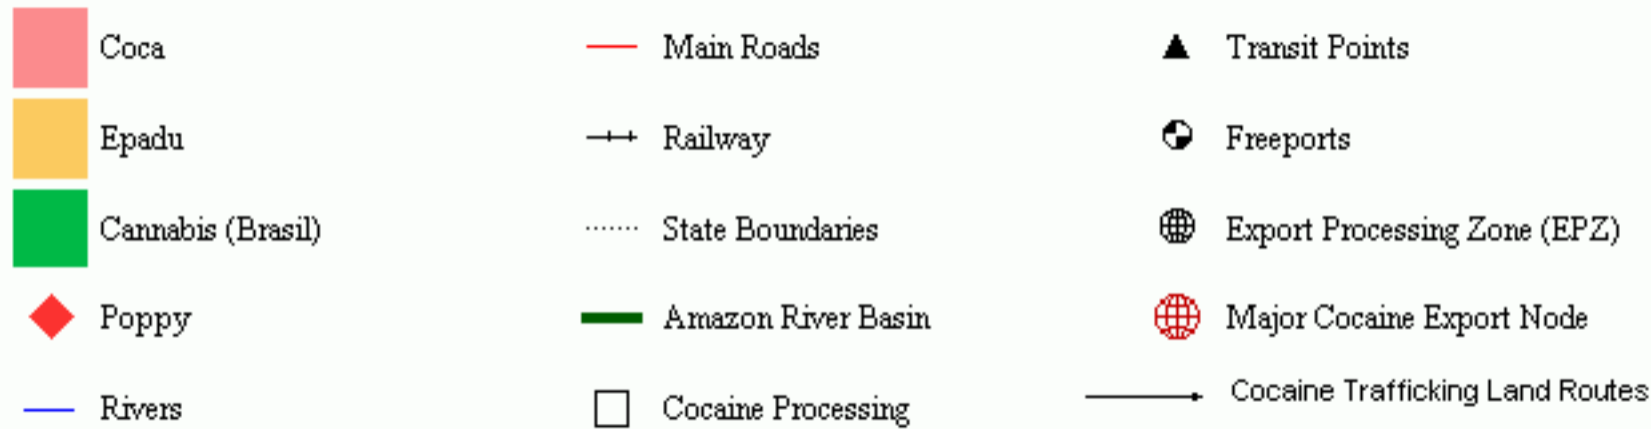 Coca
Main Roads
Transit Points
Epadu
Railway
Freeports
Cannabis (Brasil)
State Boundaries
Export Processing Zone (EPZ)
Poppy
Amazon River Basin
Major Cocaine Export Node
Rivers
Cocaine Processing
Cocaine Trafficking Land Routes